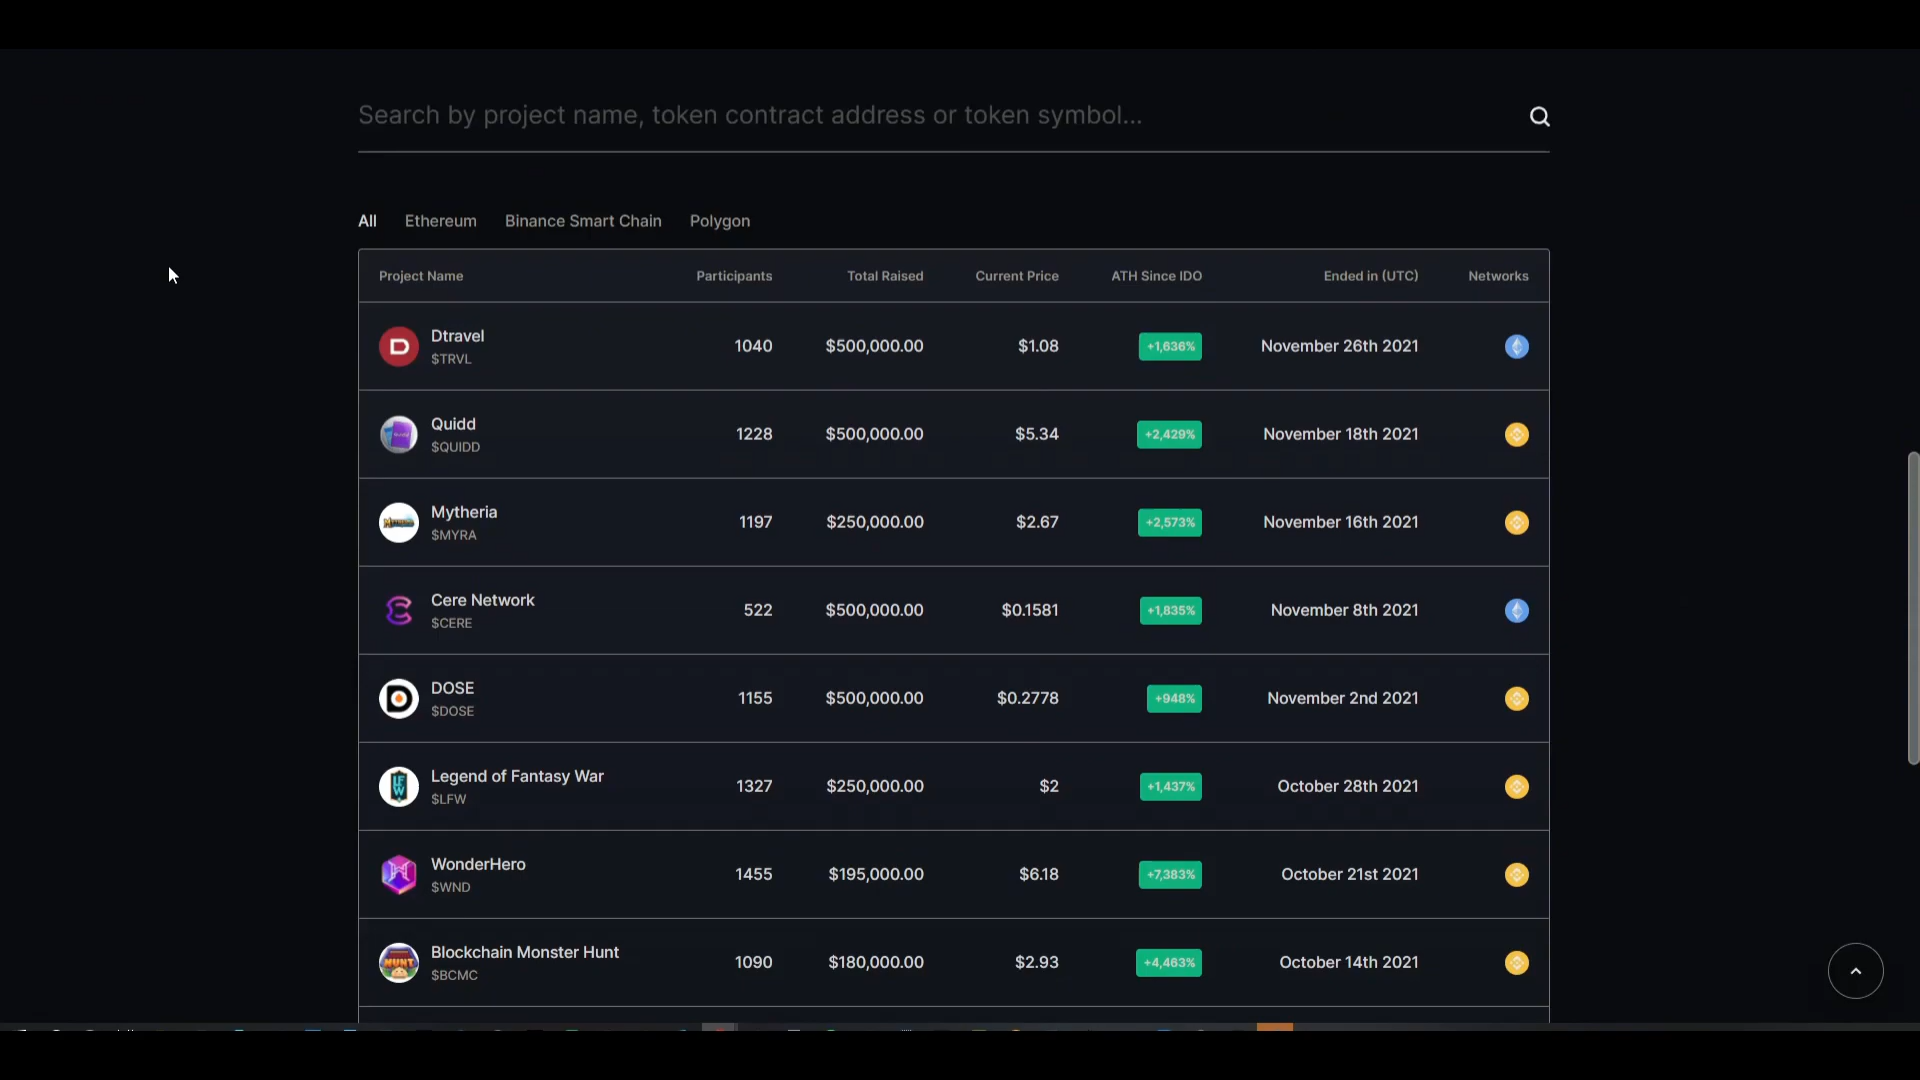 Search by project name, token contract address or token symbol...
All Ethereum Binance Smart Chain Polygon
Project Name Participants Total Raised Current Price ATH Since IDO Ended in (UTC) Networks
Dtravel
$TRVL
1040 $500,000.00 $1.08 +1,636% November 26th 2021
Quidd
$QUIDD
1228 $500,000.00 $5.34 +2,429% November 18th 2021
Mytheria
$MYRA
1197 $250,000.00 $2.67 +2,573% November 16th 2021
Cere Network
$CERE
522 $500,000.00 $0.1581 +1,835% November 8th 2021
DOSE
$DOSE
1155 $500,000.00 $0.2778 +948% November 2nd 2021
LFW
Legend of Fantasy War
$LFW
1327 $250,000.00 $2 +1,437% October 28th 2021
WonderHero
$WND
1455 $195,000.00 $6.18 +7,383% October 21st 2021
HUNT
Blockchain Monster Hunt
$BCMC
1090 $180,000.00 $2.93 +4,463% October 14th 2021